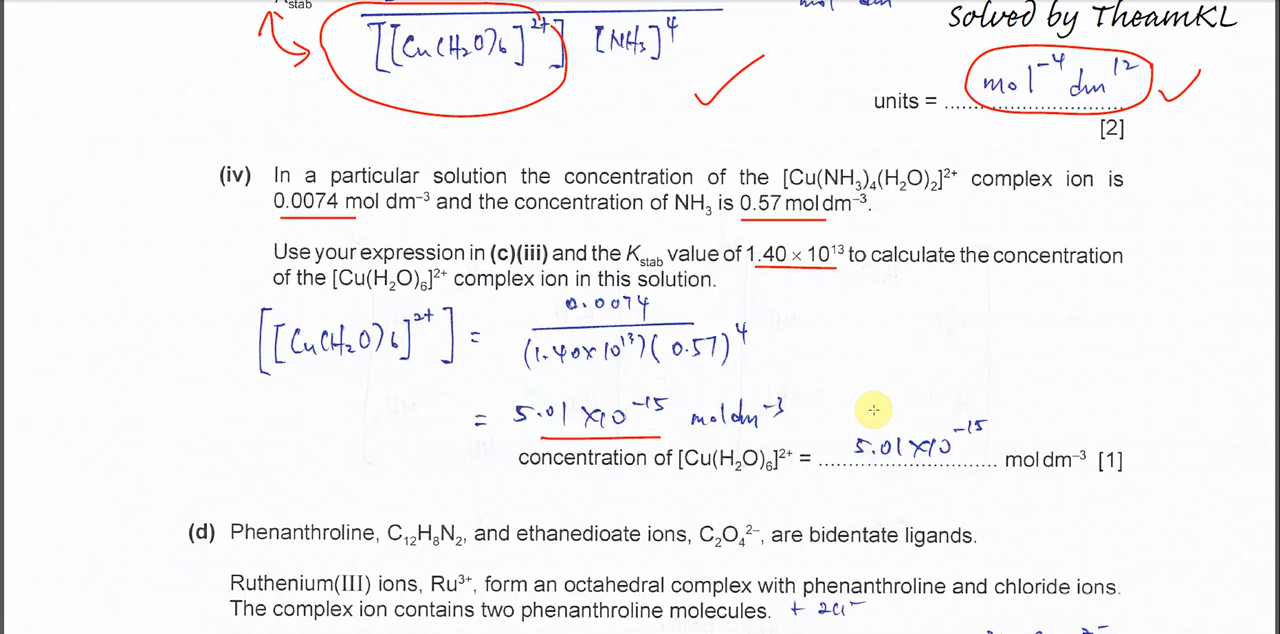 Solved by TheamKL
stab
[[Cu(H₂O)6]²⁺] [NH₃]⁴
mol⁻⁴ dm¹²
units = ....................
[2]
(iv) In a particular solution the concentration of the [Cu(NH₃)₄(H₂O)₂]²⁺ complex ion is
0.0074 mol dm⁻³ and the concentration of NH₃ is 0.57 mol dm⁻³.
Use your expression in (c)(iii) and the Kstab value of 1.40 × 10¹³ to calculate the concentration
of the [Cu(H₂O)₆]²⁺ complex ion in this solution.
0.0074
[[Cu(H₂O)6]²⁺] =
(1.40×10¹³)(0.57)⁴
= 5.01 ×10⁻¹⁵ mol dm⁻³
5.01 ×10⁻¹⁵
concentration of [Cu(H₂O)₆]²⁺ = .............................. mol dm⁻³ [1]
(d) Phenanthroline, C₁₂H₈N₂, and ethanedioate ions, C₂O₄²⁻, are bidentate ligands.
Ruthenium(III) ions, Ru³⁺, form an octahedral complex with phenanthroline and chloride ions.
The complex ion contains two phenanthroline molecules. + 2Cl⁻